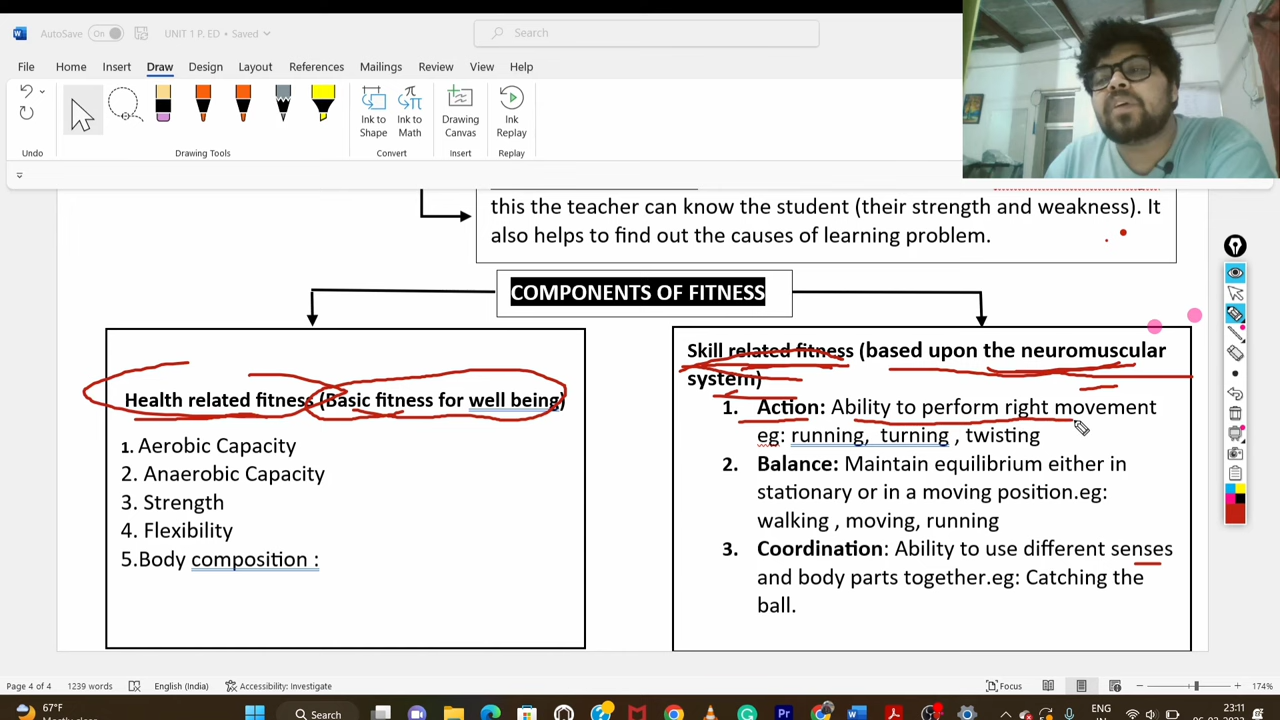 AutoSave On UNIT 1 P. ED • Saved Search
File Home Insert Draw Design Layout References Mailings Review View Help
Undo Drawing Tools Ink to Shape Ink to Math Convert Drawing Canvas Insert Ink Replay Replay
this the teacher can know the student (their strength and weakness). It
also helps to find out the causes of learning problem.
COMPONENTS OF FITNESS
Health related fitness (Basic fitness for well being)
1. Aerobic Capacity
2. Anaerobic Capacity
3. Strength
4. Flexibility
5.Body composition :
Skill related fitness (based upon the neuromuscular
system)
1. Action: Ability to perform right movement
eg: running, turning , twisting
2. Balance: Maintain equilibrium either in
stationary or in a moving position.eg:
walking , moving, running
3. Coordination: Ability to use different senses
and body parts together.eg: Catching the
ball.
Page 4 of 4 1239 words English (India) Accessibility: Investigate Focus 174%
67°F Search ENG 23:11